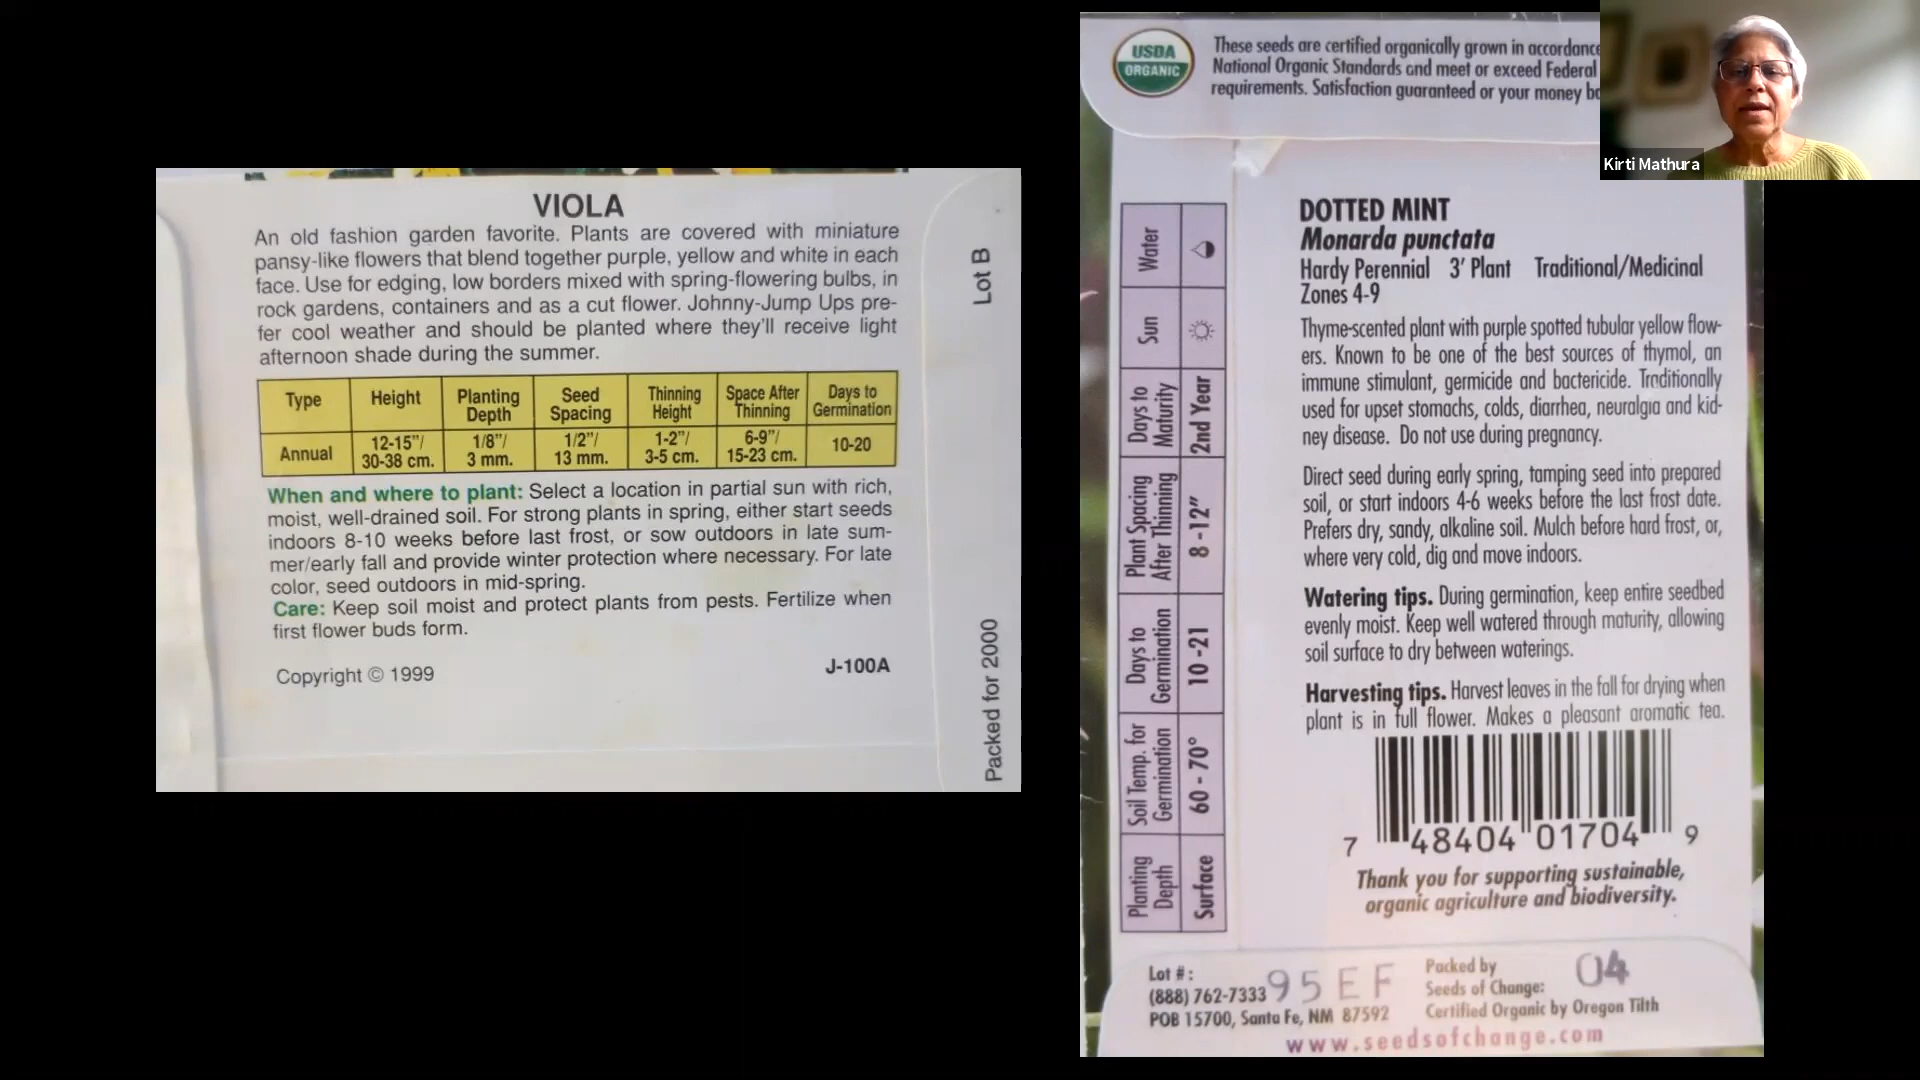 VIOLA
An old fashion garden favorite. Plants are covered with miniature
pansy-like flowers that blend together purple, yellow and white in each
face. Use for edging, low borders mixed with spring-flowering bulbs, in
rock gardens, containers and as a cut flower. Johnny-Jump Ups pre-
fer cool weather and should be planted where they'll receive light
afternoon shade during the summer.
Type Height Planting Depth Seed Spacing Thinning Height Space After Thinning Days to Germination
Annual 12-15"/ 30-38 cm. 1/8"/ 3 mm. 1/2"/ 13 mm. 1-2"/ 3-5 cm. 6-9"/ 15-23 cm. 10-20
When and where to plant: Select a location in partial sun with rich,
moist, well-drained soil. For strong plants in spring, either start seeds
indoors 8-10 weeks before last frost, or sow outdoors in late sum-
mer/early fall and provide winter protection where necessary. For late
color, seed outdoors in mid-spring.
Care: Keep soil moist and protect plants from pests. Fertilize when
first flower buds form.
Copyright © 1999
J-100A
Lot B
Packed for 2000
USDA
ORGANIC
These seeds are certified organically grown in accordance
National Organic Standards and meet or exceed Federal
requirements. Satisfaction guaranteed or your money
Kirti Mathura
Water
Sun
Days to Maturity 2nd Year
Plant Spacing After Thinning 8-12"
Days to Germination 10-21
Soil Temp. for Germination 60-70°
Planting Depth Surface
DOTTED MINT
Monarda punctata
Hardy Perennial 3' Plant Traditional/Medicinal
Zones 4-9
Thyme-scented plant with purple spotted tubular yellow flow-
ers. Known to be one of the best sources of thymol, an
immune stimulant, germicide and bactericide. Traditionally
used for upset stomachs, colds, diarrhea, neuralgia and kid-
ney disease. Do not use during pregnancy.
Direct seed during early spring, tamping seed into prepared
soil, or start indoors 4-6 weeks before the last frost date.
Prefers dry, sandy, alkaline soil. Mulch before hard frost, or,
where very cold, dig and move indoors.
Watering tips. During germination, keep entire seedbed
evenly moist. Keep well watered through maturity, allowing
soil surface to dry between waterings.
Harvesting tips. Harvest leaves in the fall for drying when
plant is in full flower. Makes a pleasant aromatic tea.
7 48404 01704 9
Thank you for supporting sustainable,
organic agriculture and biodiversity.
Lot #: 95EF
(888) 762-7333
POB 15700, Santa Fe, NM 87592
Packed by 04
Seeds of Change:
Certified Organic by Oregon Tilth
www.seedsofchange.com